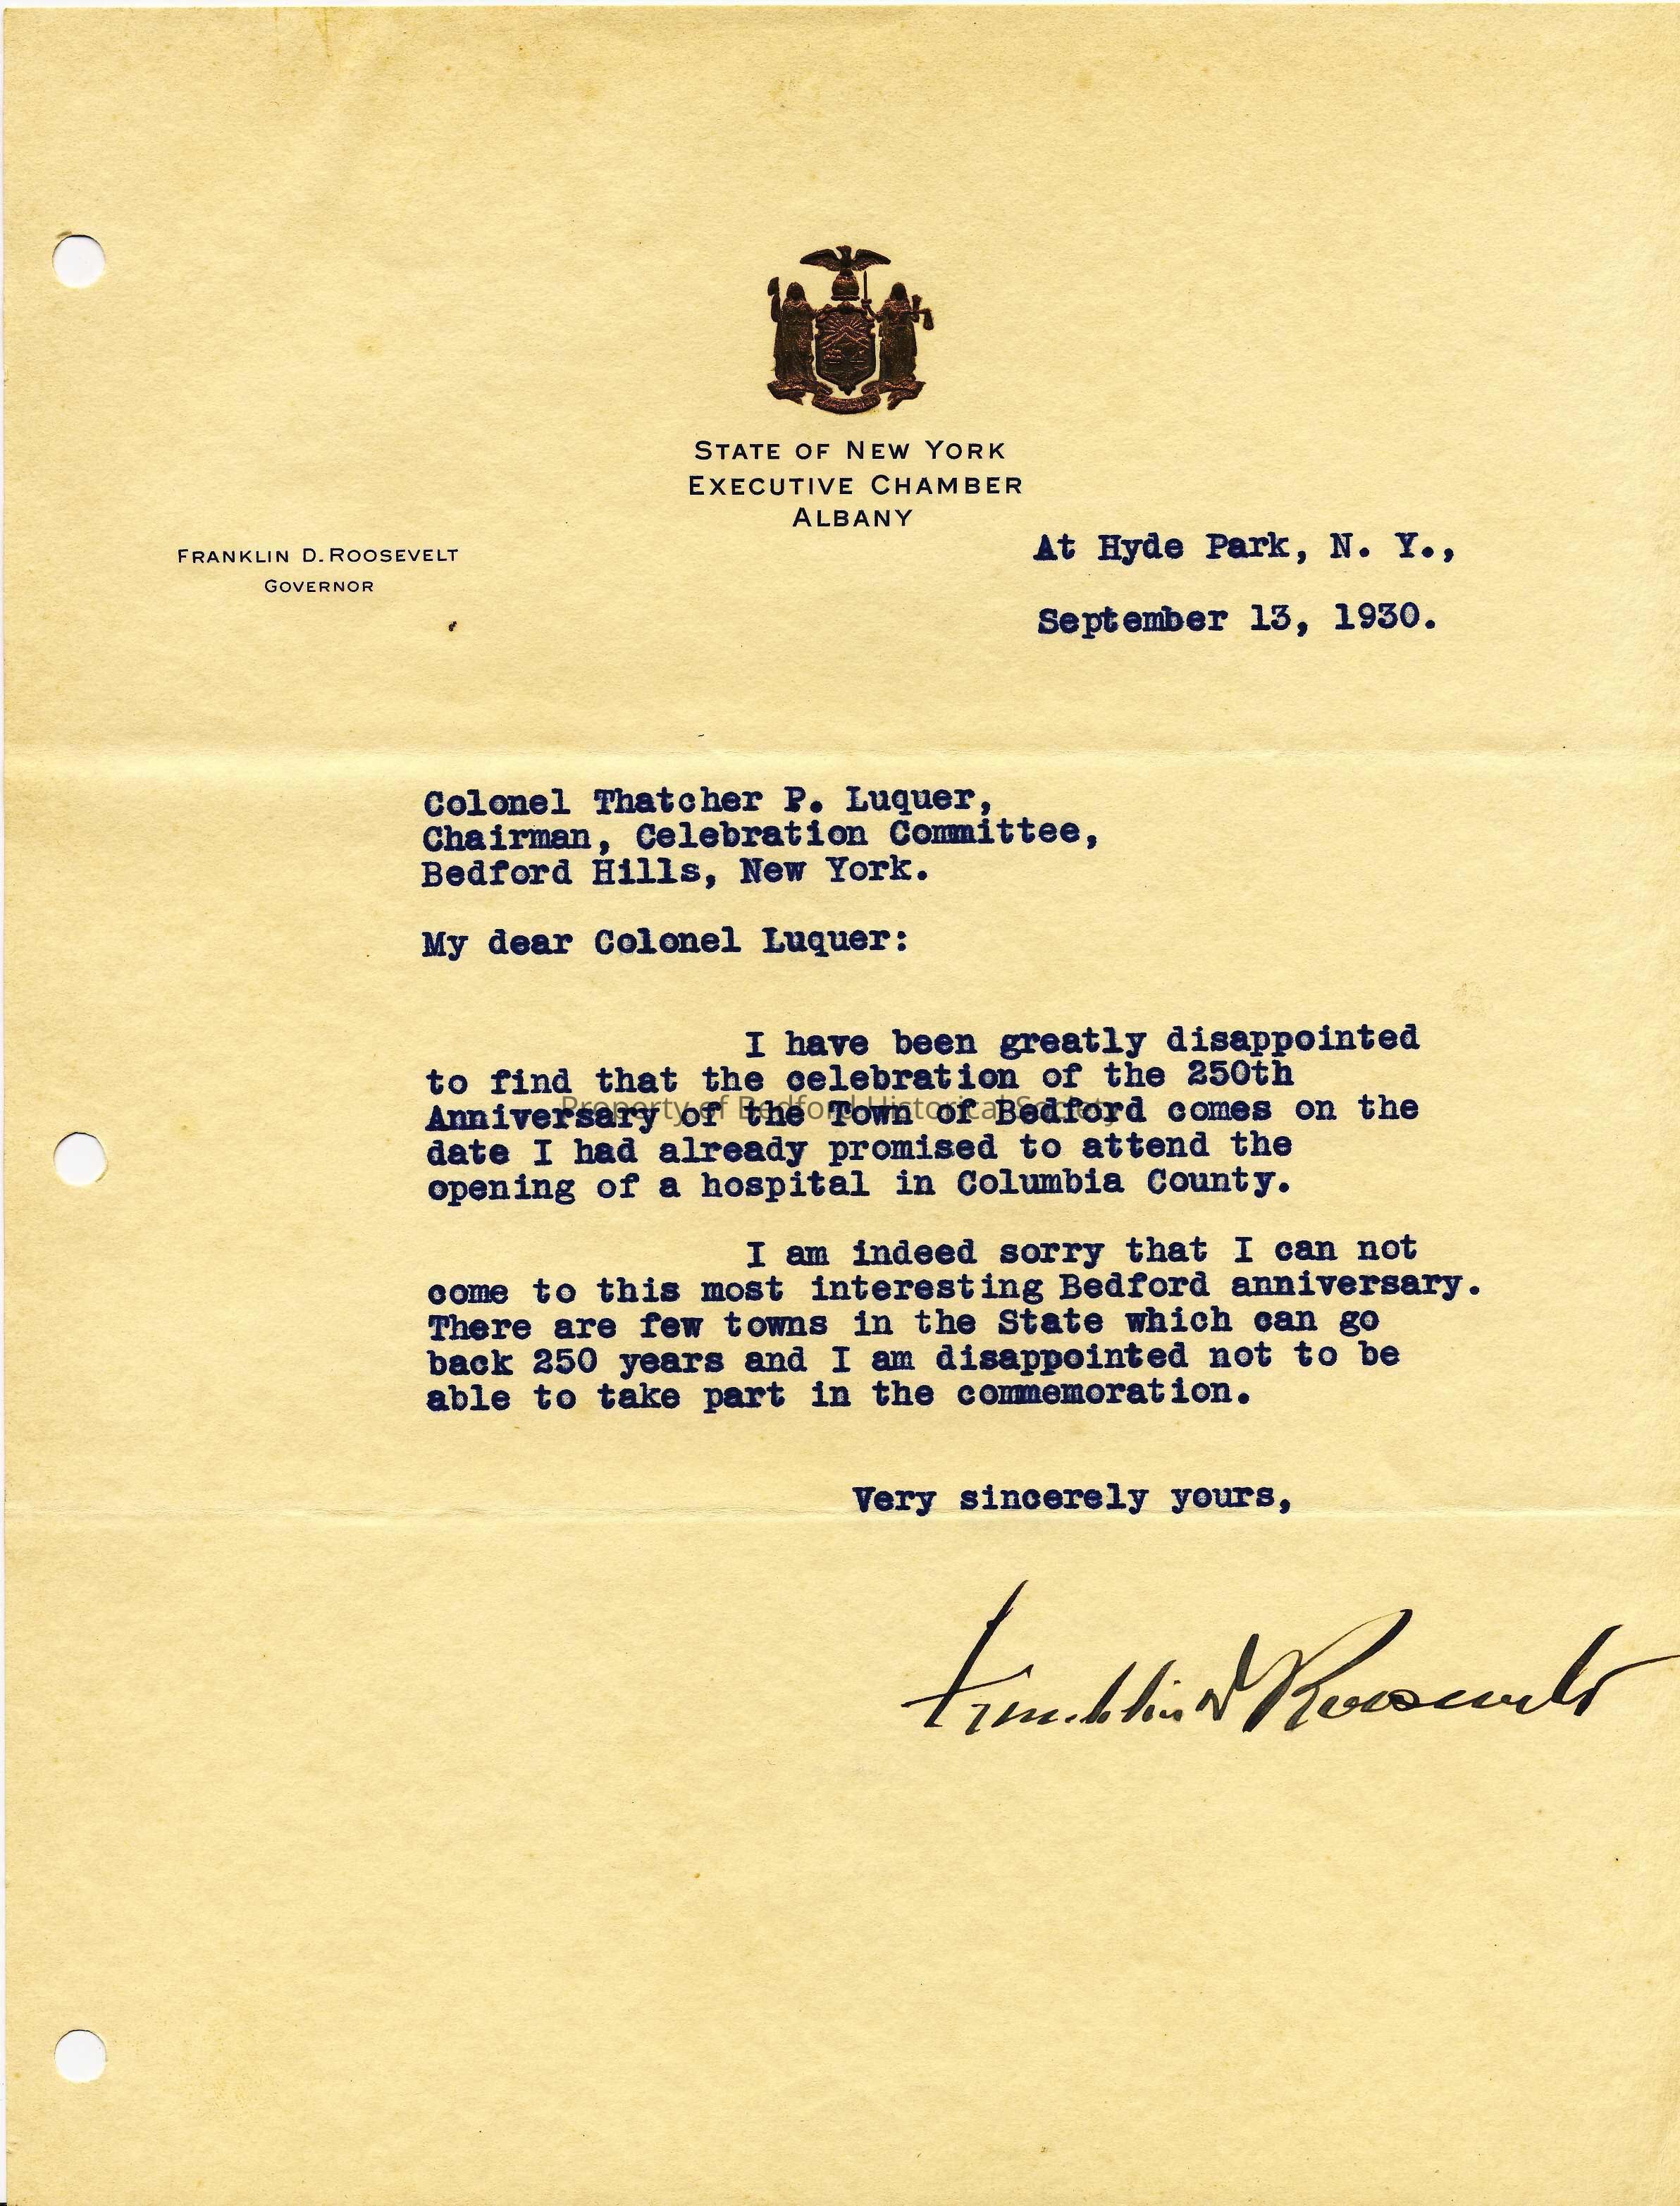 STATE OF NEW YORK
EXECUTIVE CHAMBER
ALBANY
FRANKLIN D. ROOSEVELT
GOVERNOR
At Hyde Park, N. Y.,
September 13, 1930.
Colonel Thatcher P. Luquer,
Chairman, Celebration Committee,
Bedford Hills, New York.
My dear Colonel Luquer:
I have been greatly disappointed
to find that the celebration of the 250th
Anniversary of the Town of Bedford comes on the
date I had already promised to attend the
opening of a hospital in Columbia County.
Property of Bedford Historical Society
I am indeed sorry that I can not
come to this most interesting Bedford anniversary.
There are few towns in the State which can go
back 250 years and I am disappointed not to be
able to take part in the commemoration.
Very sincerely yours,
Franklin D Roosevelt